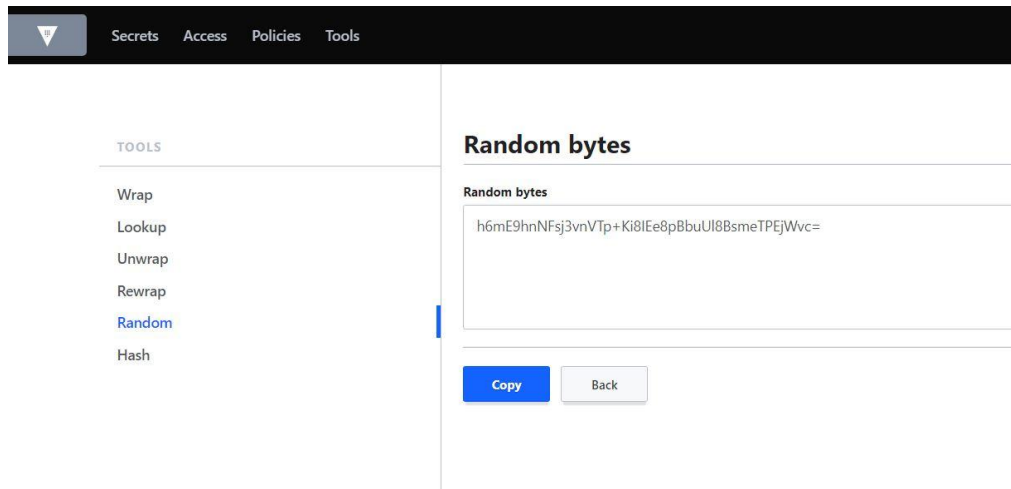 Secrets Access Policies Tools
TOOLS
Wrap
Lookup
Unwrap
Rewrap
Random
Hash
Random bytes
Random bytes
h6mE9hnNFsj3vnVTp+Ki8IEe8pBbuUl8BsmeTPEjWvc=
Copy Back